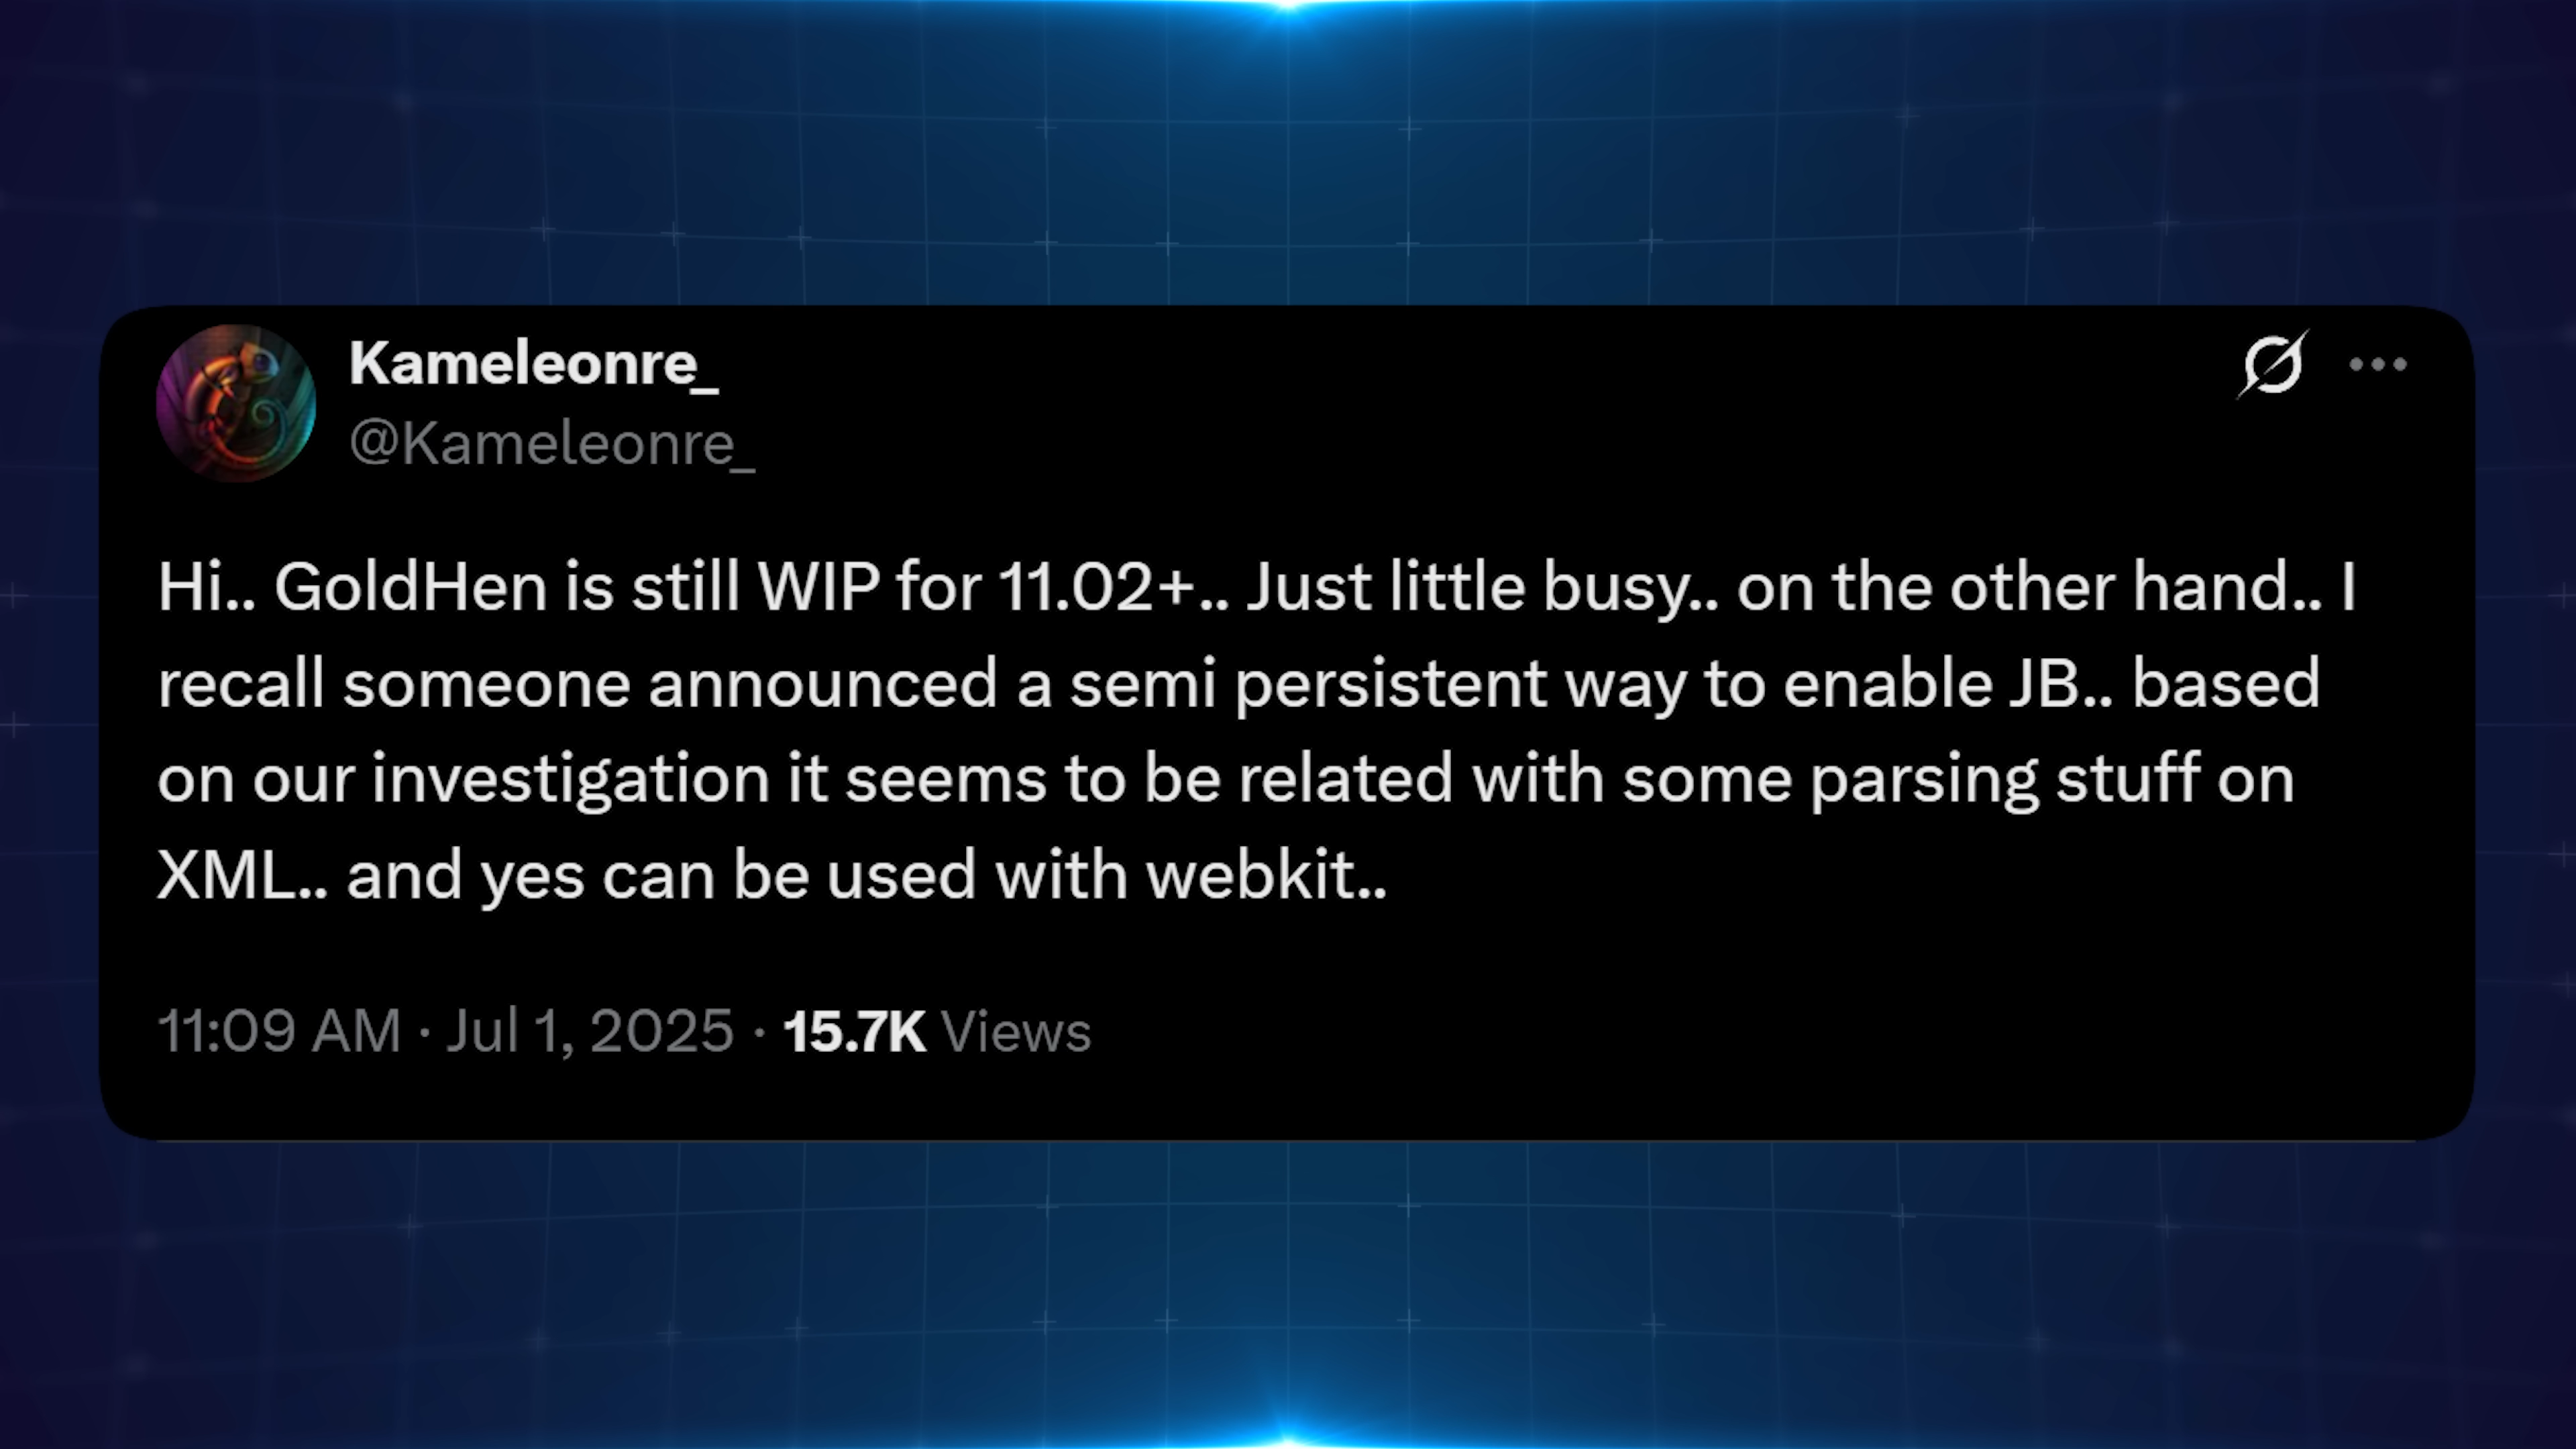 Kameleonre_
@Kameleonre_
Hi.. GoldHen is still WIP for 11.02+.. Just little busy.. on the other hand.. I
recall someone announced a semi persistent way to enable JB.. based
on our investigation it seems to be related with some parsing stuff on
XML.. and yes can be used with webkit..
11:09 AM · Jul 1, 2025 · 15.7K Views